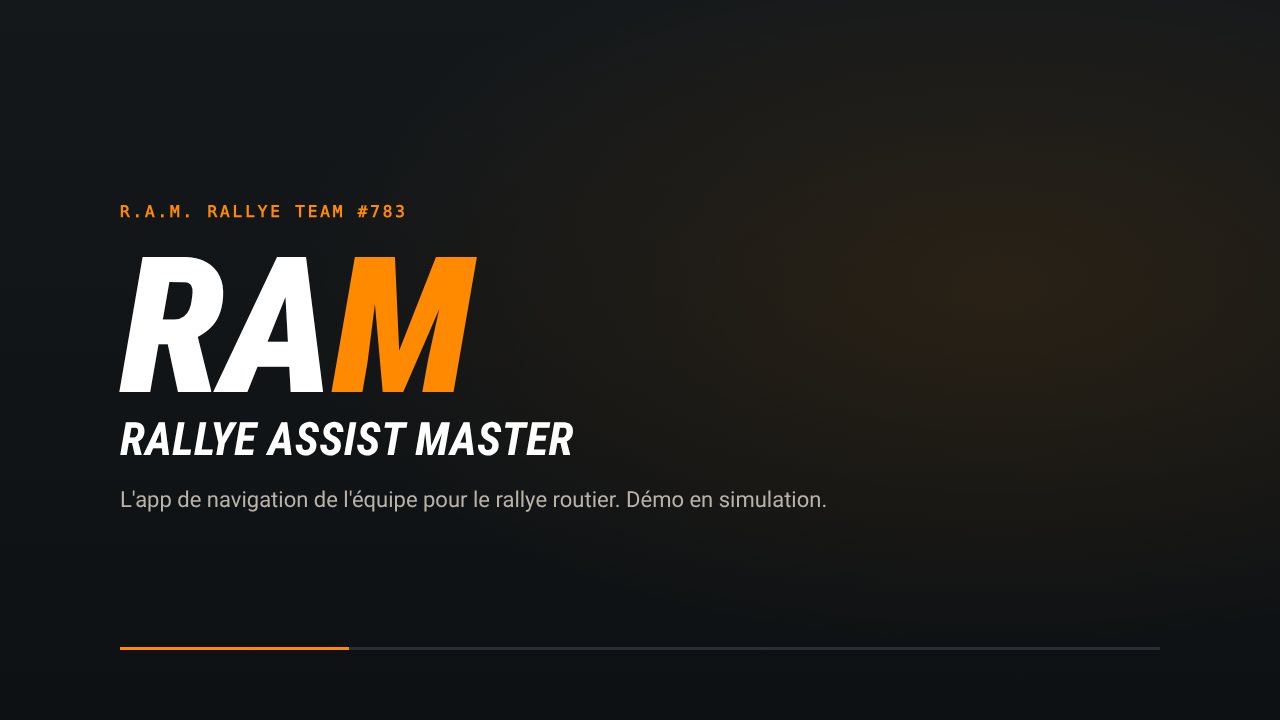 R.A.M. RALLYE TEAM #783
RAM
RALLYE ASSIST MASTER
L'app de navigation de l'équipe pour le rallye routier. Démo en simulation.